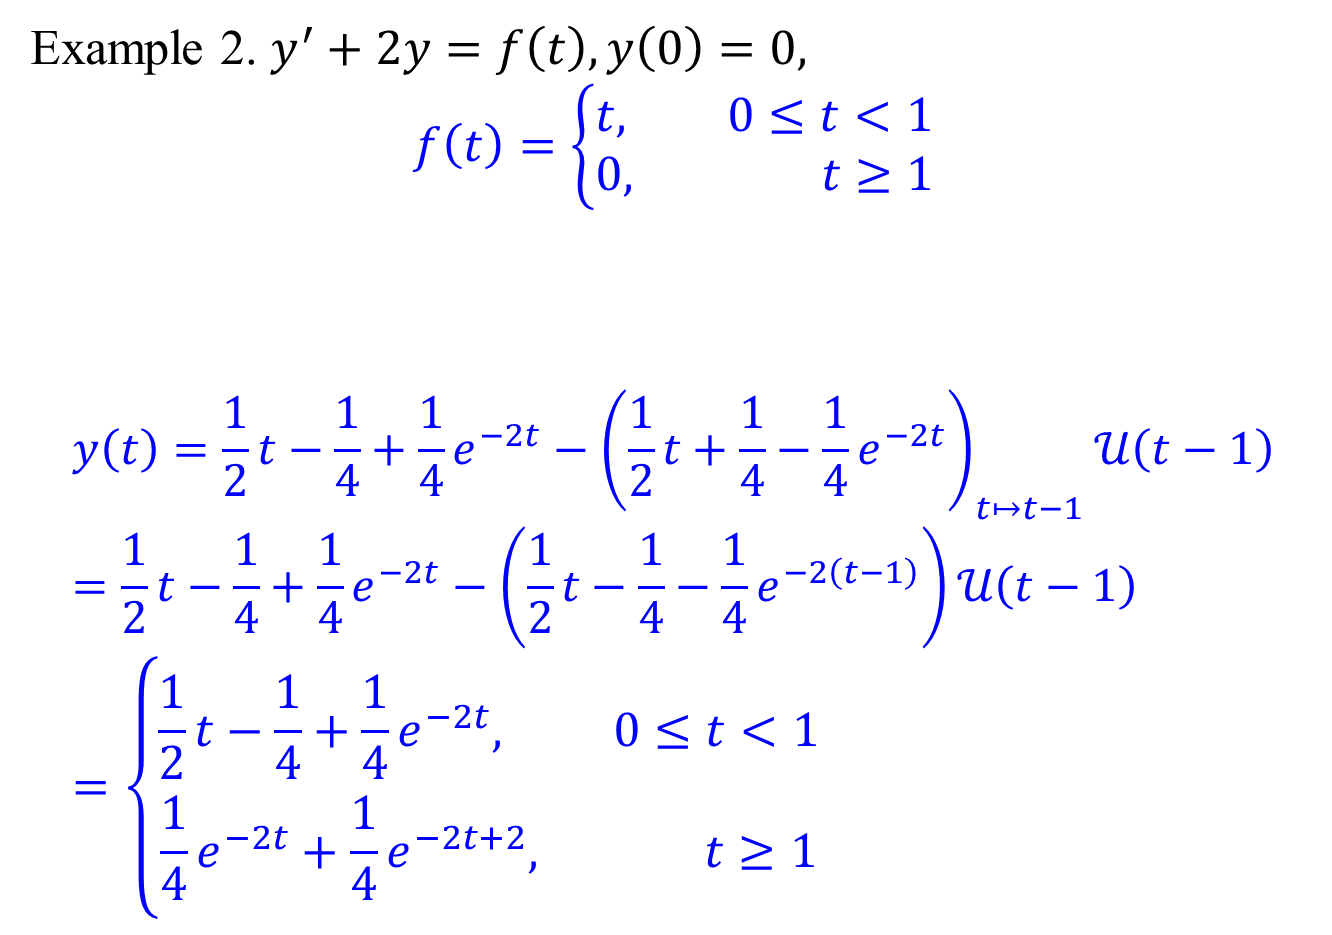 Example 2. y′ + 2y = f(t), y(0) = 0,
f(t) = { t, 0 ≤ t < 1
0, t ≥ 1
y(t) = 1/2 t − 1/4 + 1/4 e^{−2t} − (1/2 t + 1/4 − 1/4 e^{−2t})_{t↦t−1} 𝒰(t − 1)
= 1/2 t − 1/4 + 1/4 e^{−2t} − (1/2 t − 1/4 − 1/4 e^{−2(t−1)}) 𝒰(t − 1)
= { 1/2 t − 1/4 + 1/4 e^{−2t}, 0 ≤ t < 1
1/4 e^{−2t} + 1/4 e^{−2t+2}, t ≥ 1